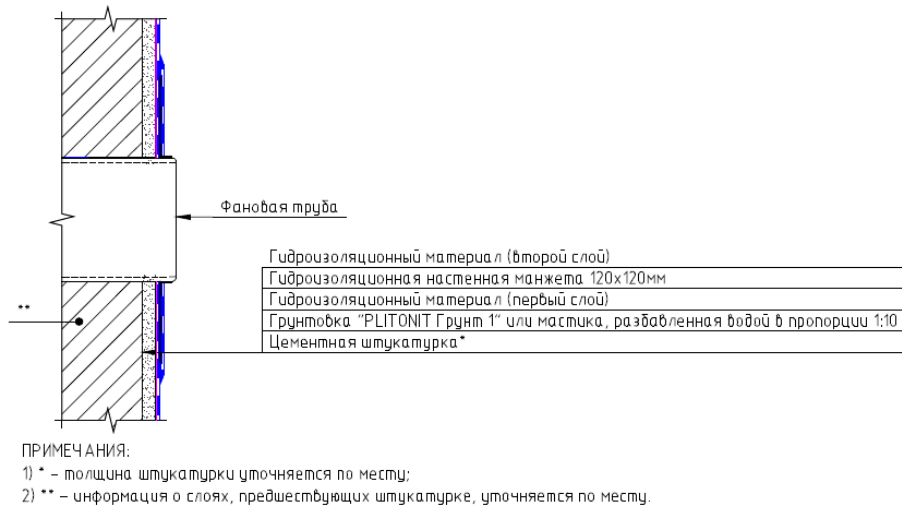 Фановая труба
Гидроизоляционный материал (второй слой)
Гидроизоляционная настенная манжета 120х120мм
Гидроизоляционный материал (первый слой)
Грунтовка "PLITONIT Грунт 1" или мастика, разбавленная водой в пропорции 1:10
**
Цементная штукатурка*
ПРИМЕЧАНИЯ:
1) * - толщина штукатурки уточняется по месту;
2) ** - информация о слоях, предшествующих штукатурке, уточняется по месту.